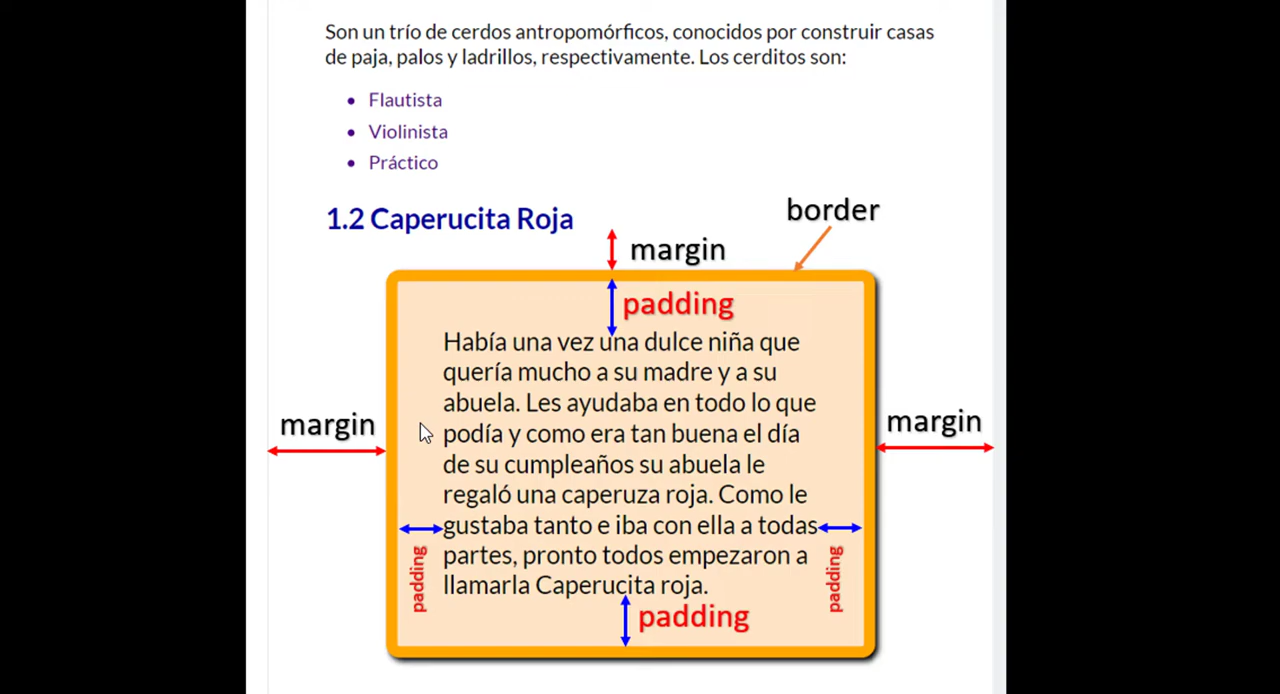 Son un trío de cerdos antropomórficos, conocidos por construir casas
de paja, palos y ladrillos, respectivamente. Los cerditos son:
Flautista
Violinista
Práctico
1.2 Caperucita Roja
border
margin
padding
Había una vez una dulce niña que
quería mucho a su madre y a su
abuela. Les ayudaba en todo lo que
margin
margin
podía y como era tan buena el día
de su cumpleaños su abuela le
regaló una caperuza roja. Como le
gustaba tanto e iba con ella a todas
partes, pronto todos empezaron a
llamarla Caperucita roja.
padding
padding
padding